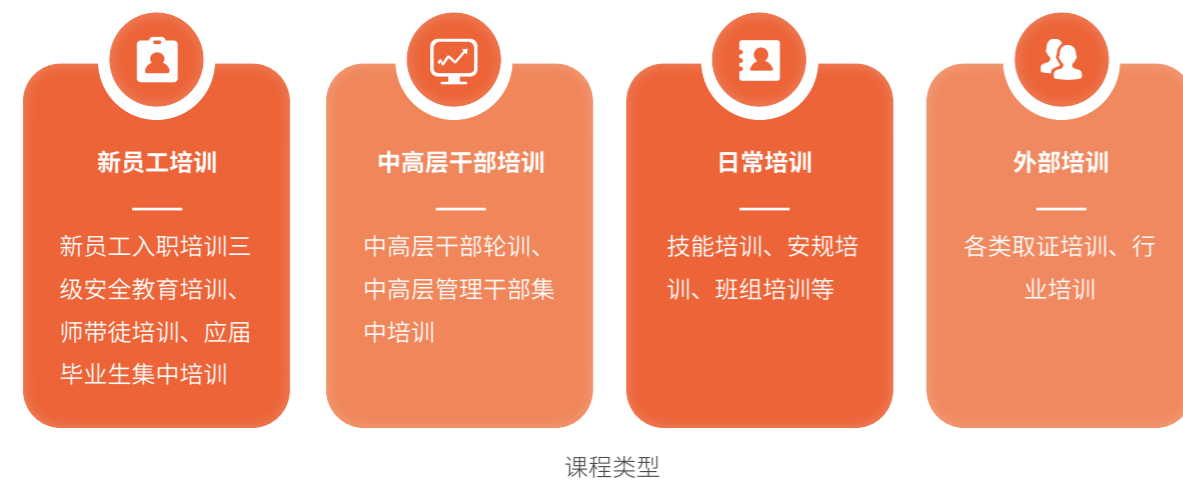 新员工培训
新员工入职培训三
级安全教育培训、
师带徒培训、应届
毕业生集中培训
中高层干部培训
中高层干部轮训、
中高层管理干部集
中培训
日常培训
技能培训、安规培
训、班组培训等
外部培训
各类取证培训、行
业培训
课程类型